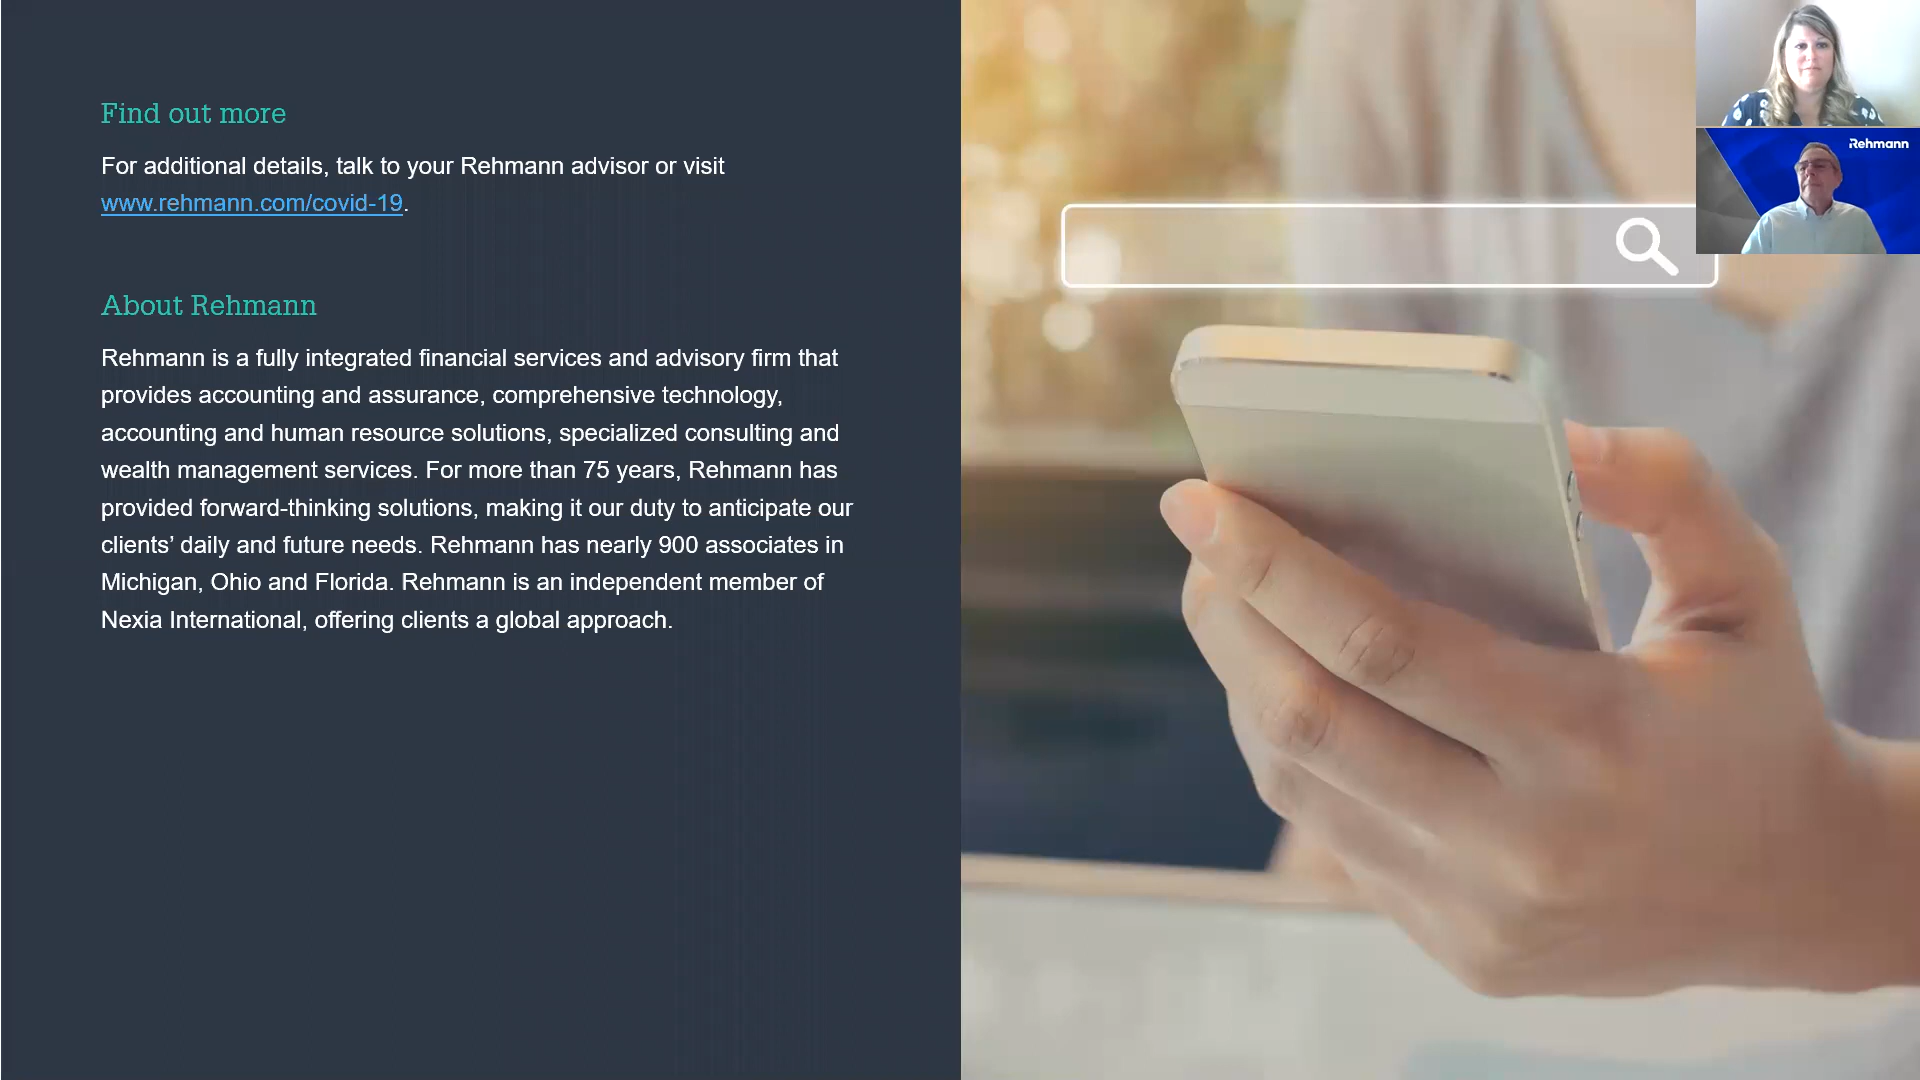 Find out more
For additional details, talk to your Rehmann advisor or visit
www.rehmann.com/covid-19.
About Rehmann
Rehmann is a fully integrated financial services and advisory firm that
provides accounting and assurance, comprehensive technology,
accounting and human resource solutions, specialized consulting and
wealth management services. For more than 75 years, Rehmann has
provided forward-thinking solutions, making it our duty to anticipate our
clients’ daily and future needs. Rehmann has nearly 900 associates in
Michigan, Ohio and Florida. Rehmann is an independent member of
Nexia International, offering clients a global approach.
Rehmann